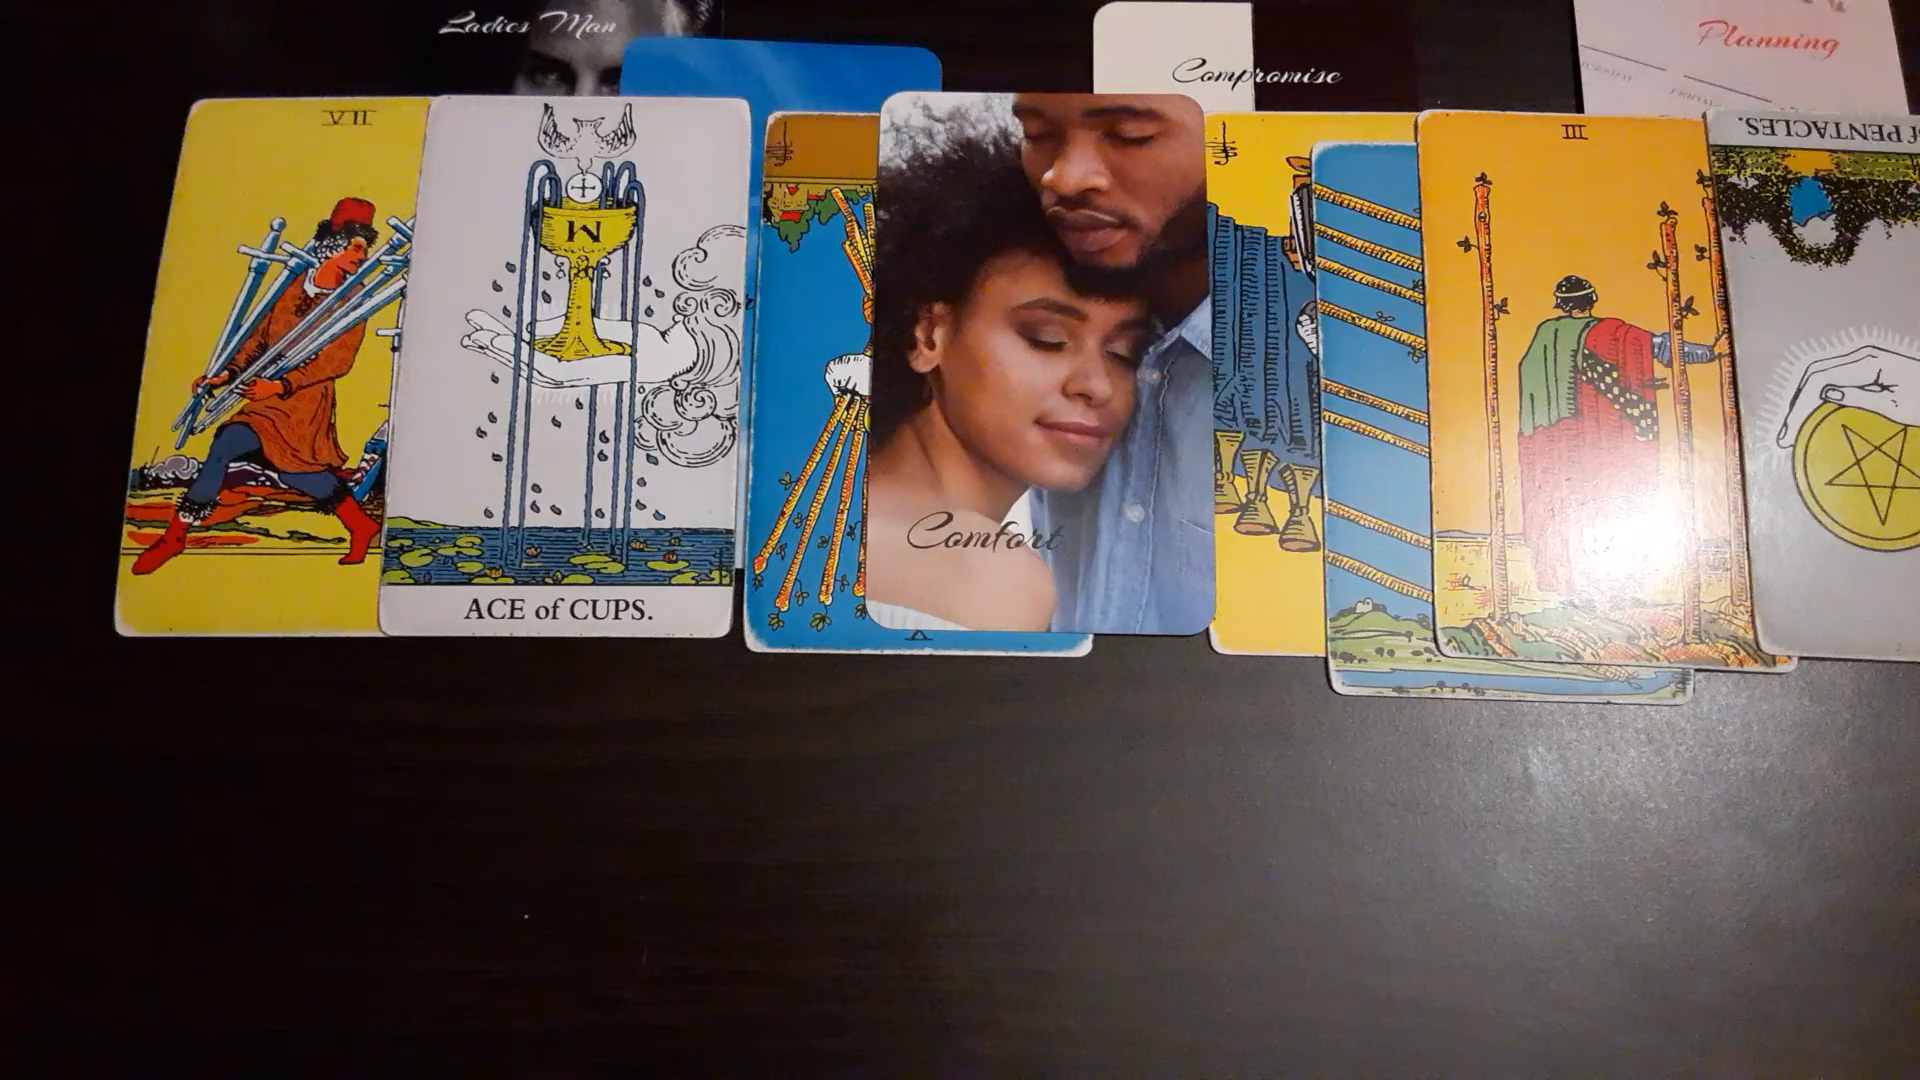 Ladies Man
Compromise
Planning
VII
ACE of CUPS.
Comfort
X
III
of PENTACLES.